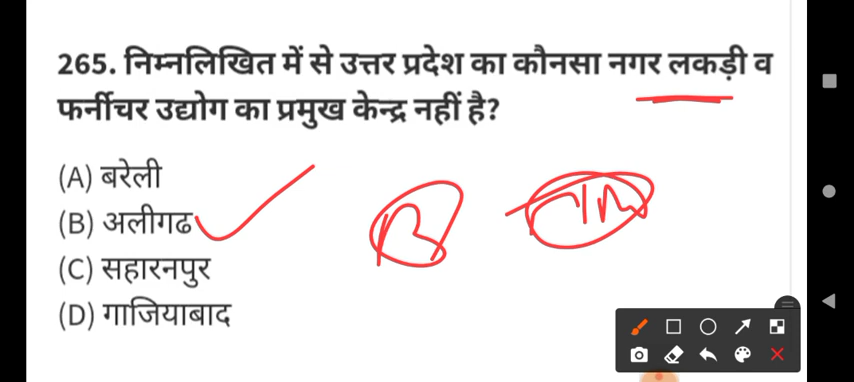 265. निम्नलिखित में से उत्तर प्रदेश का कौनसा नगर लकड़ी व
फर्नीचर उद्योग का प्रमुख केन्द्र नहीं है?
(A) बरेली
(B) अलीगढ
(C) सहारनपुर
(D) गाजियाबाद
B